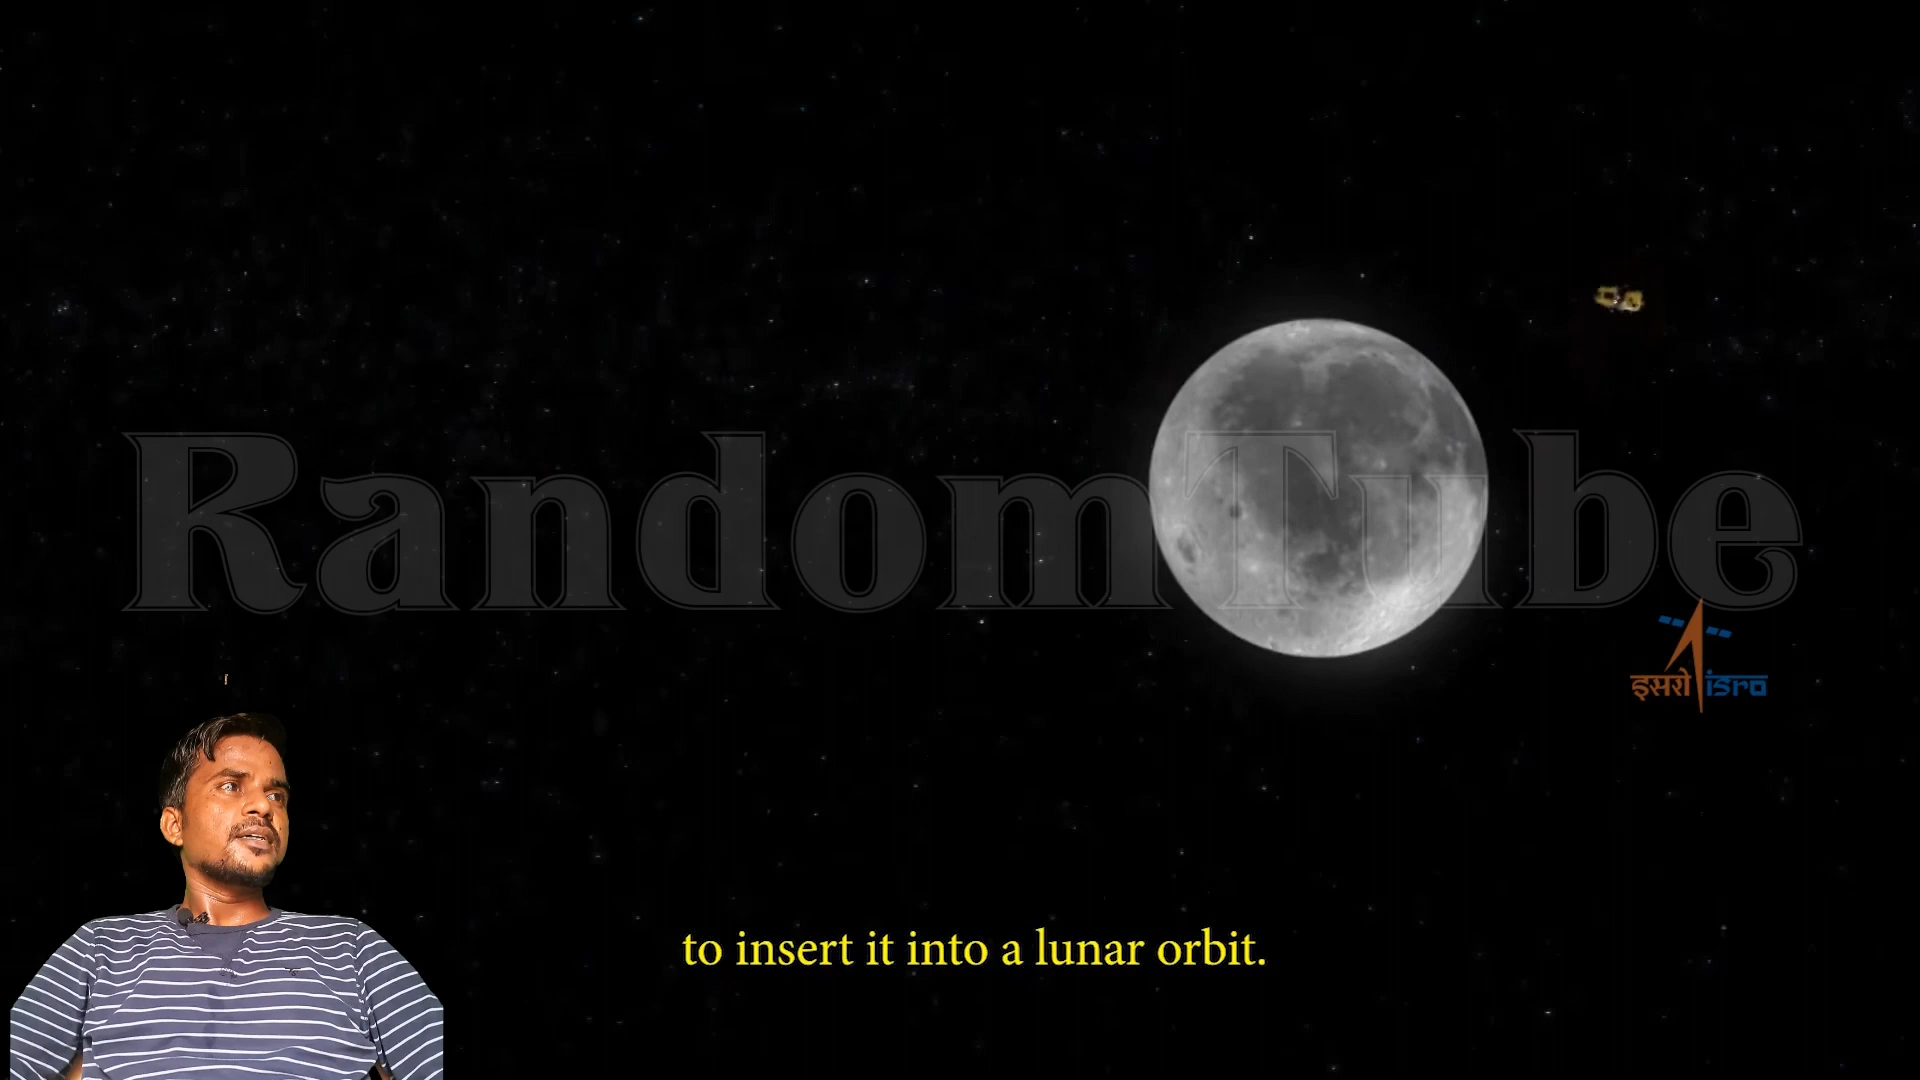 RandomTube
इसरो isro
to insert it into a lunar orbit.